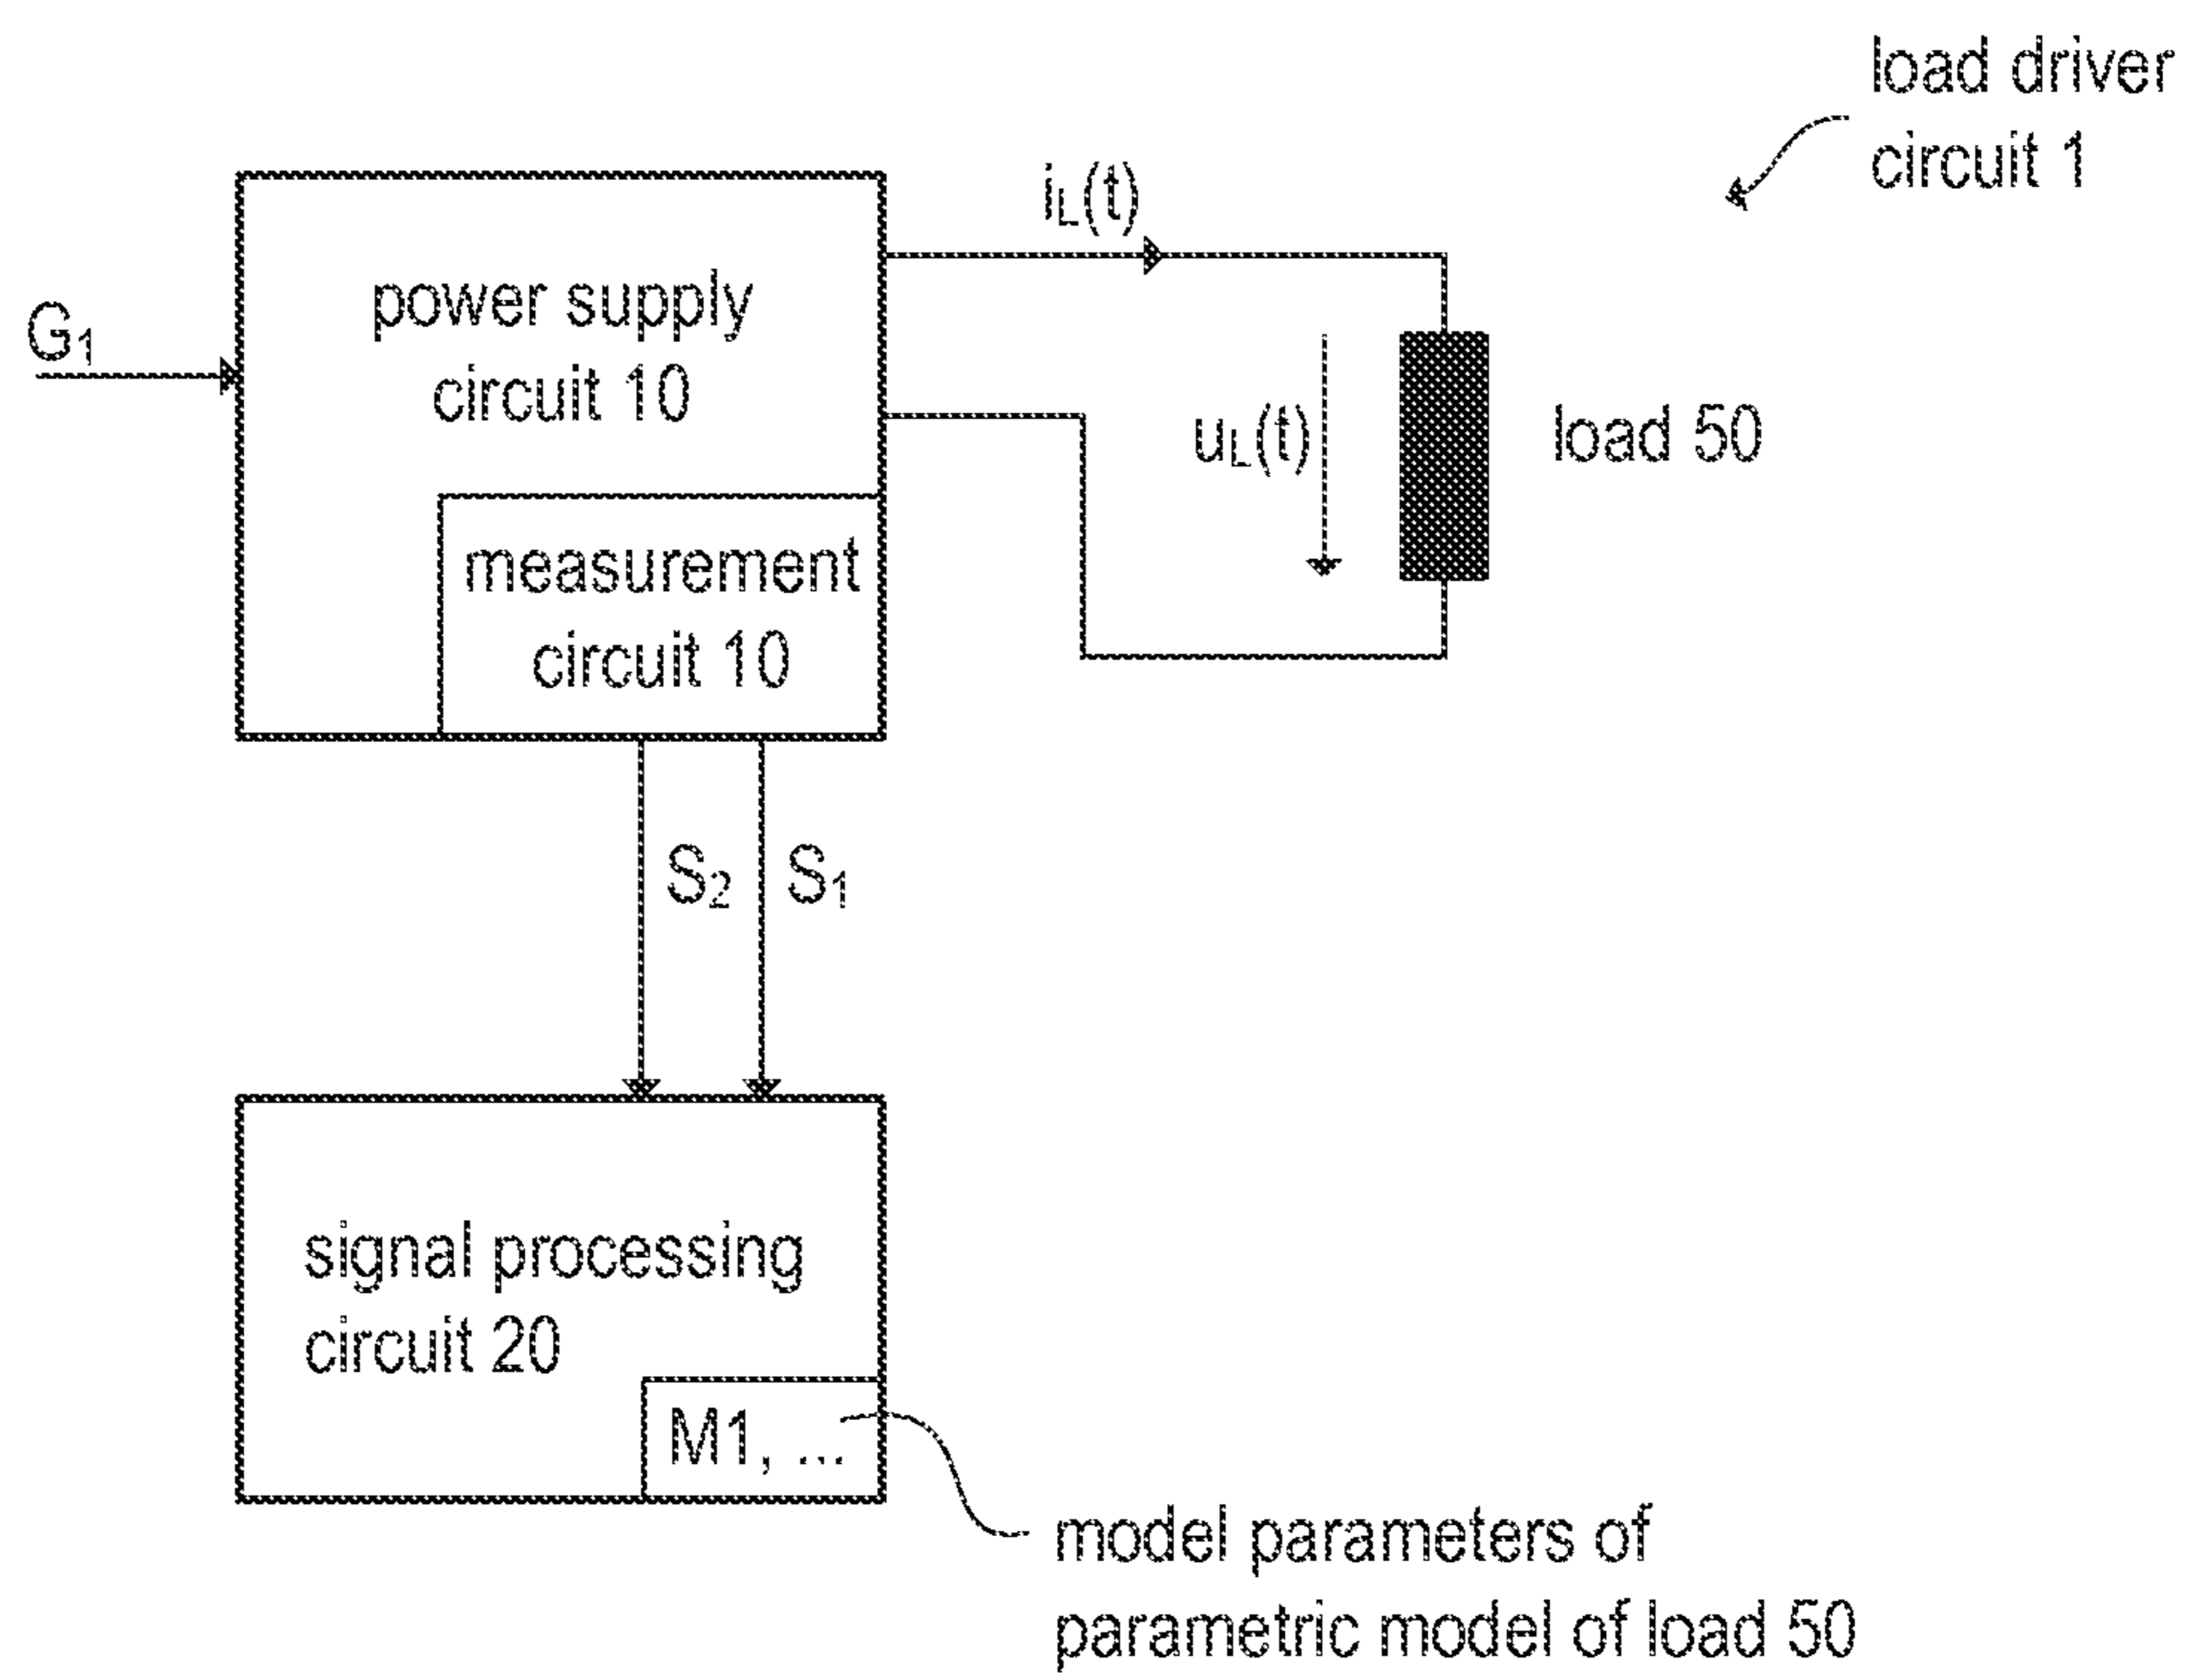 load driver
circuit 1
iL(t)
G1
power supply
circuit 10
uL(t)
load 50
measurement
circuit 10
S2
S1
signal processing
circuit 20
M1, ...
model parameters of
parametric model of load 50